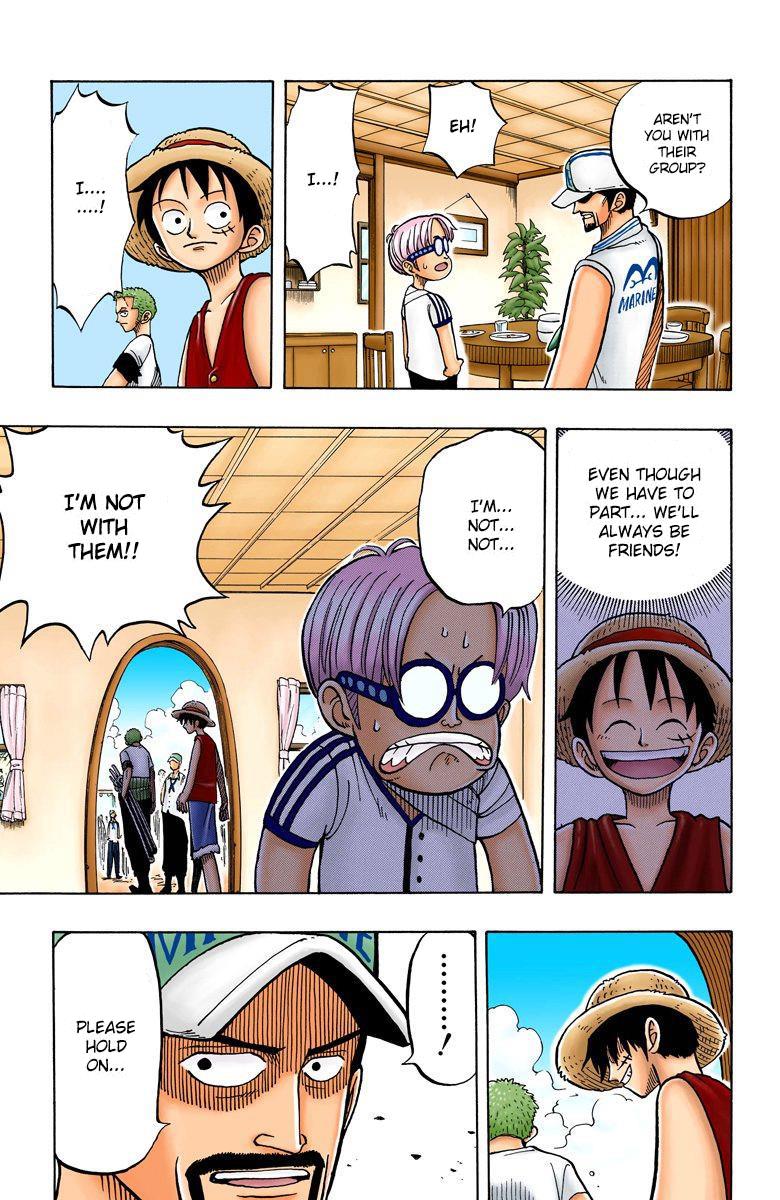 AREN'T
YOU WITH
THEIR
GROUP?
MARINE
EH!
I...!
I....
....!
EVEN THOUGH
WE HAVE TO
PART... WE'LL
ALWAYS BE
FRIENDS!
I'M...
NOT...
NOT...
I'M NOT
WITH
THEM!!
......!
PLEASE
HOLD
ON...